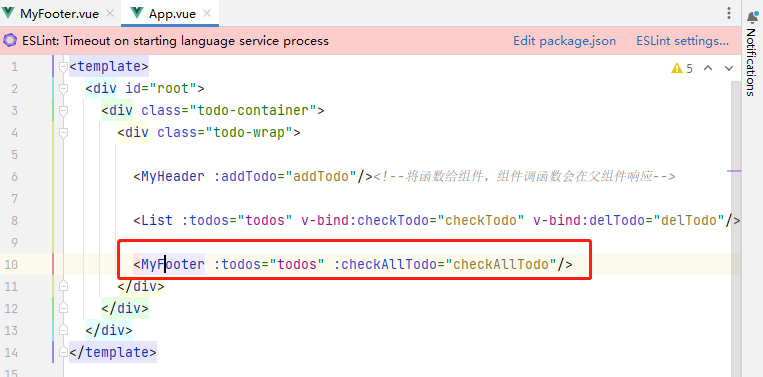 MyFooter.vue App.vue
ESLint: Timeout on starting language service process Edit package.json ESLint settings...
Notifications
5
1 <template>
2 <div id="root">
3 <div class="todo-container">
4 <div class="todo-wrap">
5
6 <MyHeader :addTodo="addTodo"/><!--将函数给组件，组件调函数会在父组件响应-->
7
8 <List :todos="todos" v-bind:checkTodo="checkTodo" v-bind:delTodo="delTodo"/>
9
10 <MyFooter :todos="todos" :checkAllTodo="checkAllTodo"/>
11 </div>
12 </div>
13 </div>
14 </template>